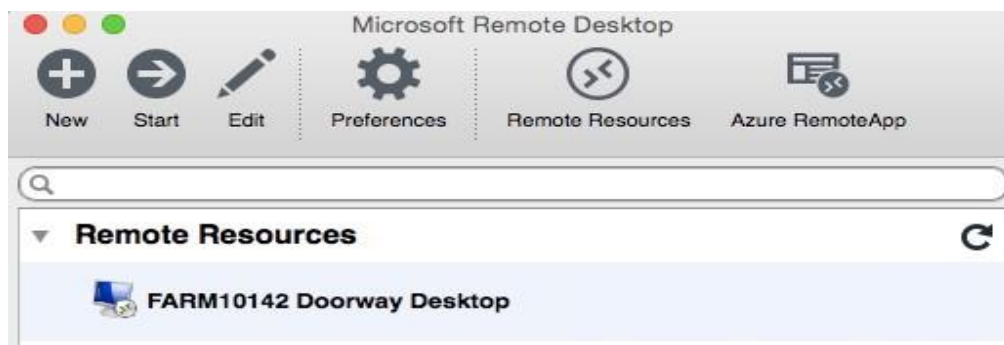 Microsoft Remote Desktop
New Start Edit Preferences Remote Resources Azure RemoteApp
Remote Resources
FARM10142 Doorway Desktop